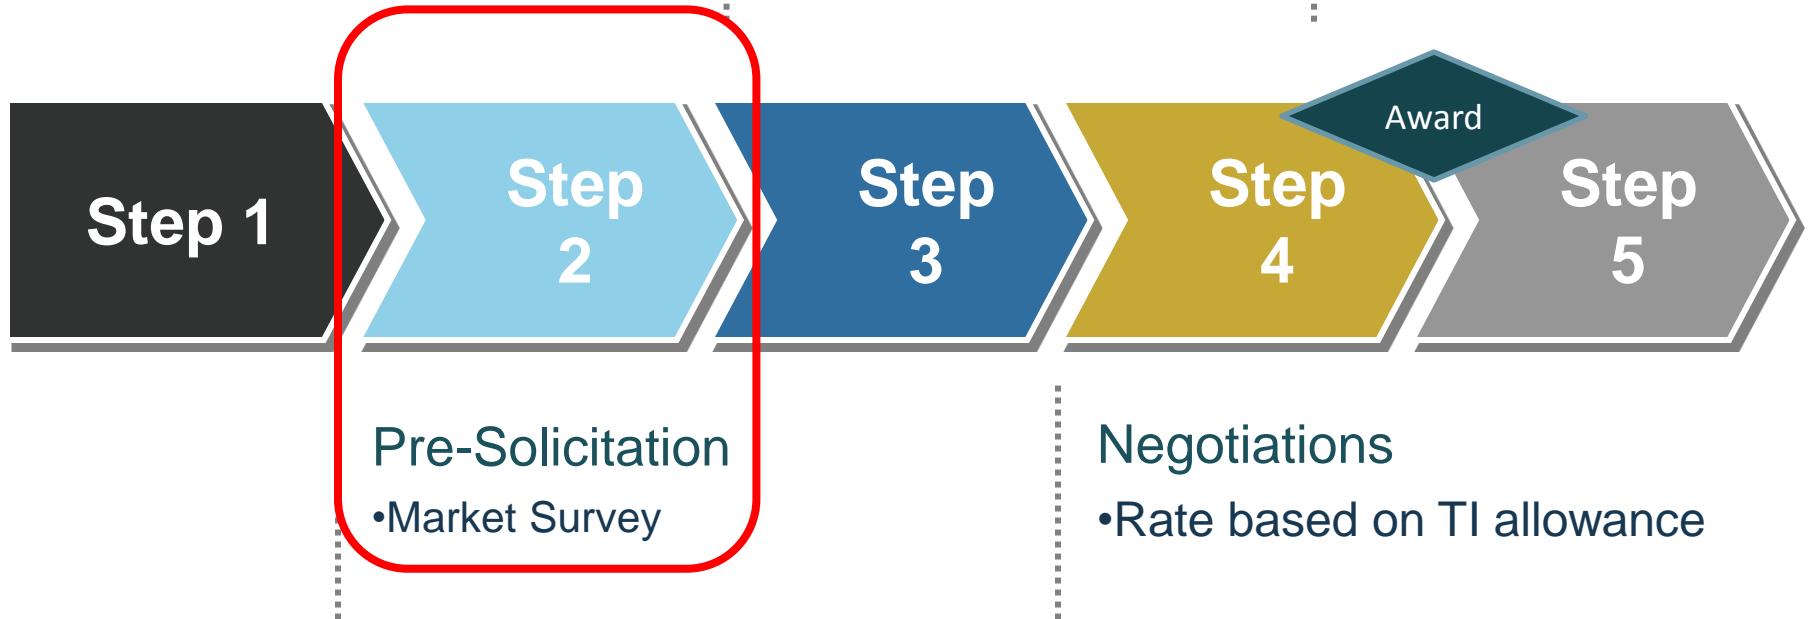 Award
Step 1
Step
2
Step
3
Step
4
Step
5
Pre-Solicitation
•Market Survey
Negotiations
•Rate based on TI allowance